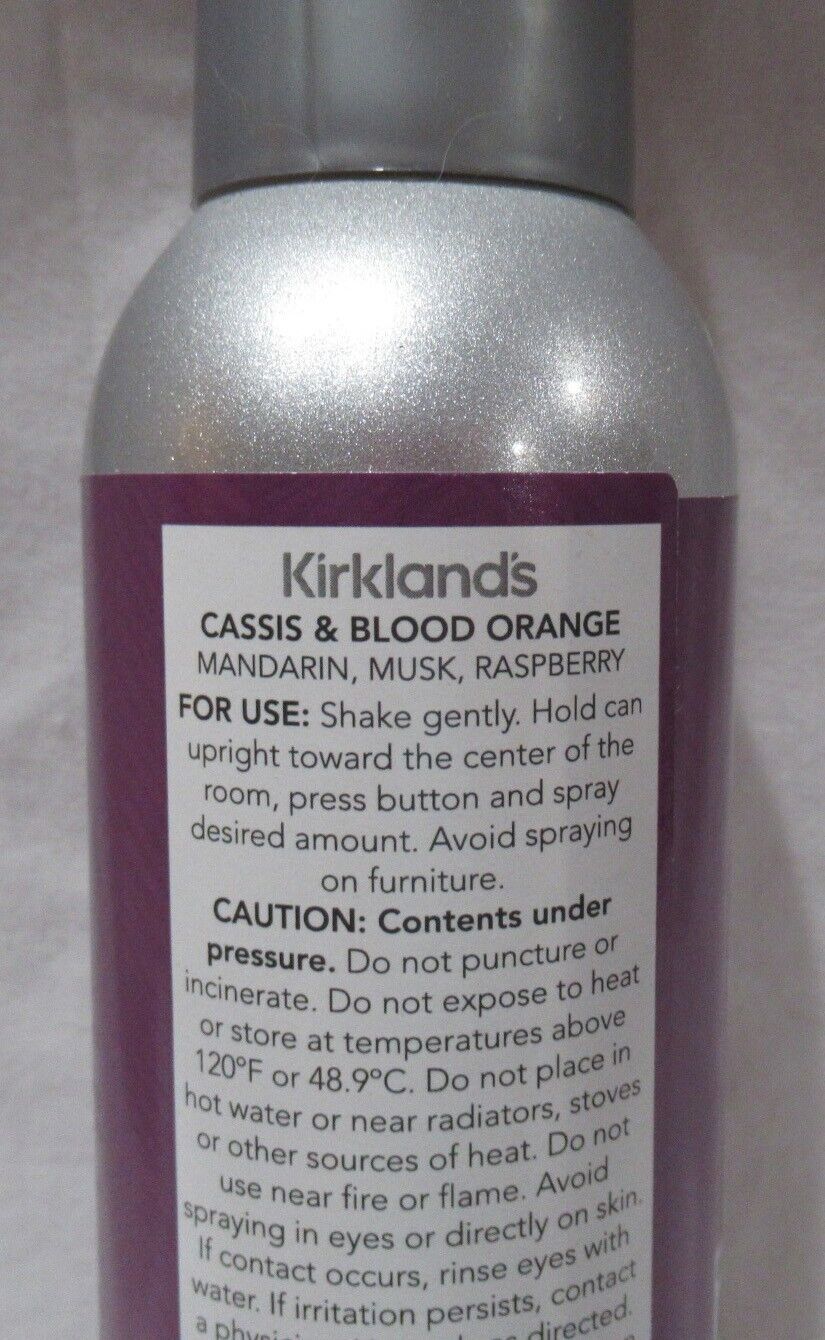 Kirkland's
CASSIS & BLOOD ORANGE
MANDARIN, MUSK, RASPBERRY
FOR USE: Shake gently. Hold can
upright toward the center of the
room, press button and spray
desired amount. Avoid spraying
on furniture.
CAUTION: Contents under
pressure. Do not puncture or
incinerate. Do not expose to heat
or store at temperatures above
120°F or 48.9°C. Do not place in
hot water or near radiators, stoves
or other sources of heat. Do not
use near fire or flame. Avoid
spraying in eyes or directly on skin.
If contact occurs, rinse eyes with
water. If irritation persists, contact
a directed.